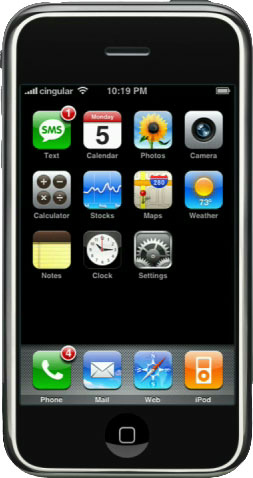 cingular 10:19 PM
SMS 1 Monday 5 280
Text Calendar Photos Camera
73°
Calculator Stocks Maps Weather
Notes Clock Settings
4
Phone Mail Web iPod